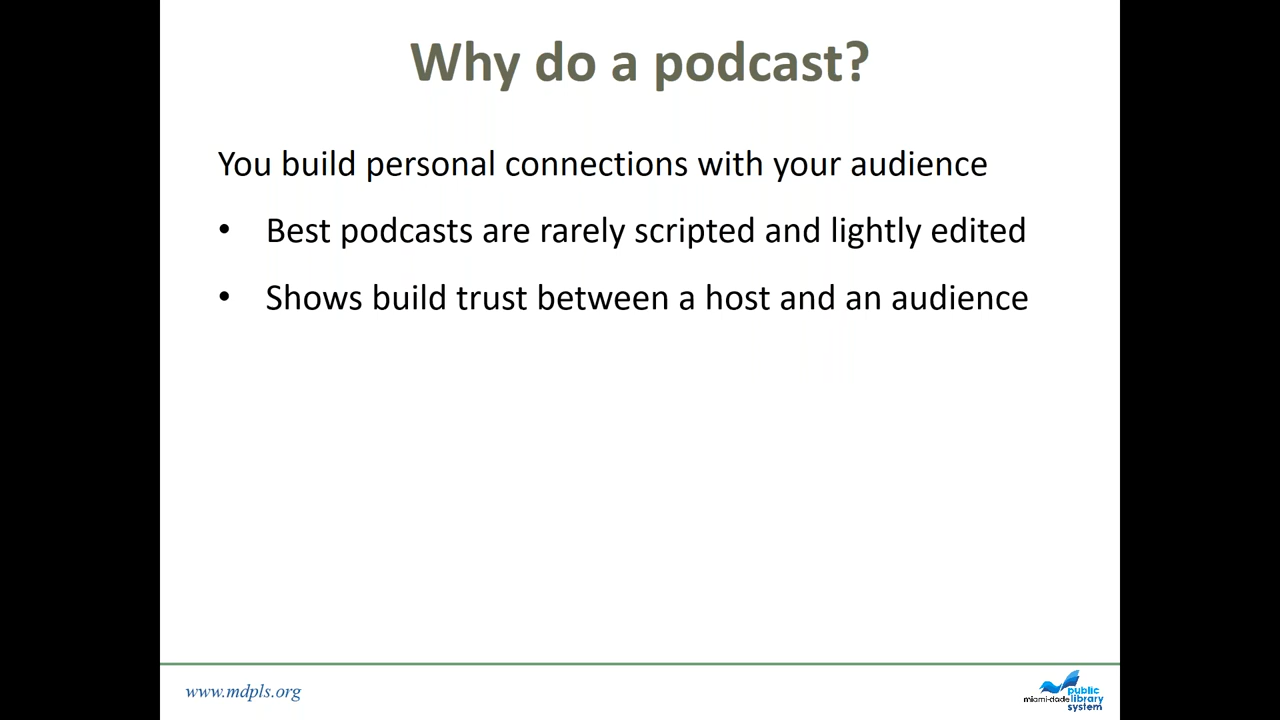 Why do a podcast?
You build personal connections with your audience
• Best podcasts are rarely scripted and lightly edited
• Shows build trust between a host and an audience
www.mdpls.org
public
miami-dade library
system